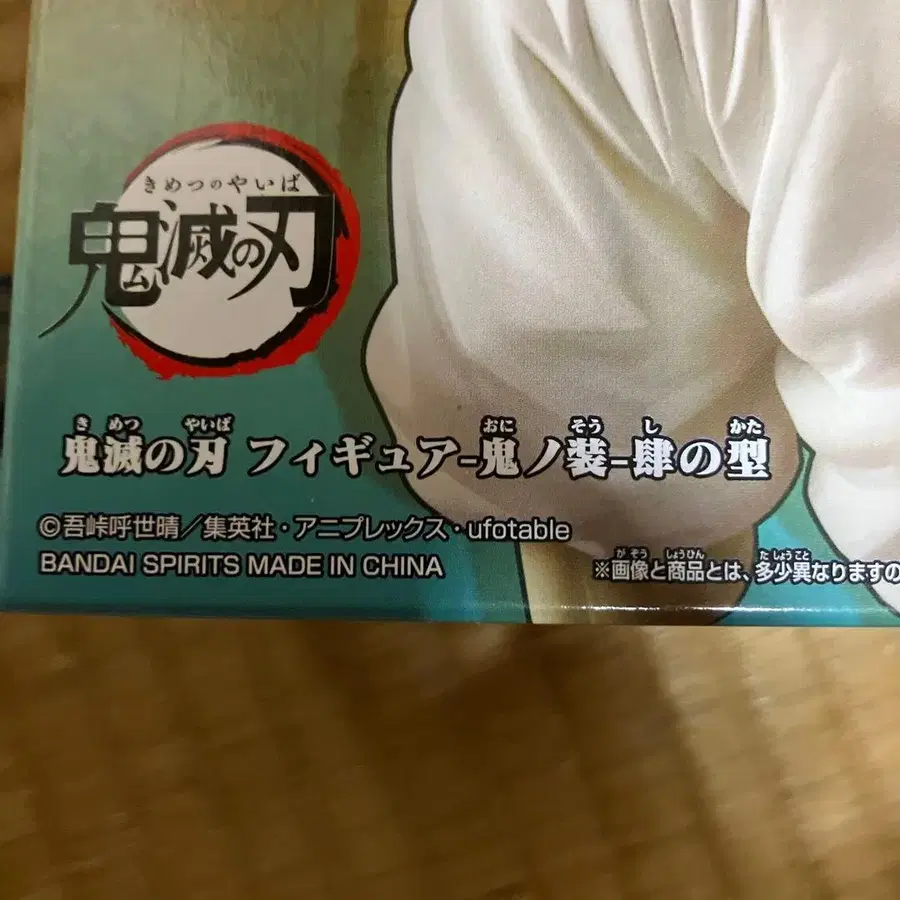 きめつのやいば
鬼滅の刃
き めつ やいば おに そう し かた
鬼滅の刃 フィギュア-鬼ノ装-肆の型
©吾峠呼世晴／集英社・アニプレックス・ufotable
BANDAI SPIRITS MADE IN CHINA
が ぞう しょうひん た しょうこと
※画像と商品とは、多少異なりますの